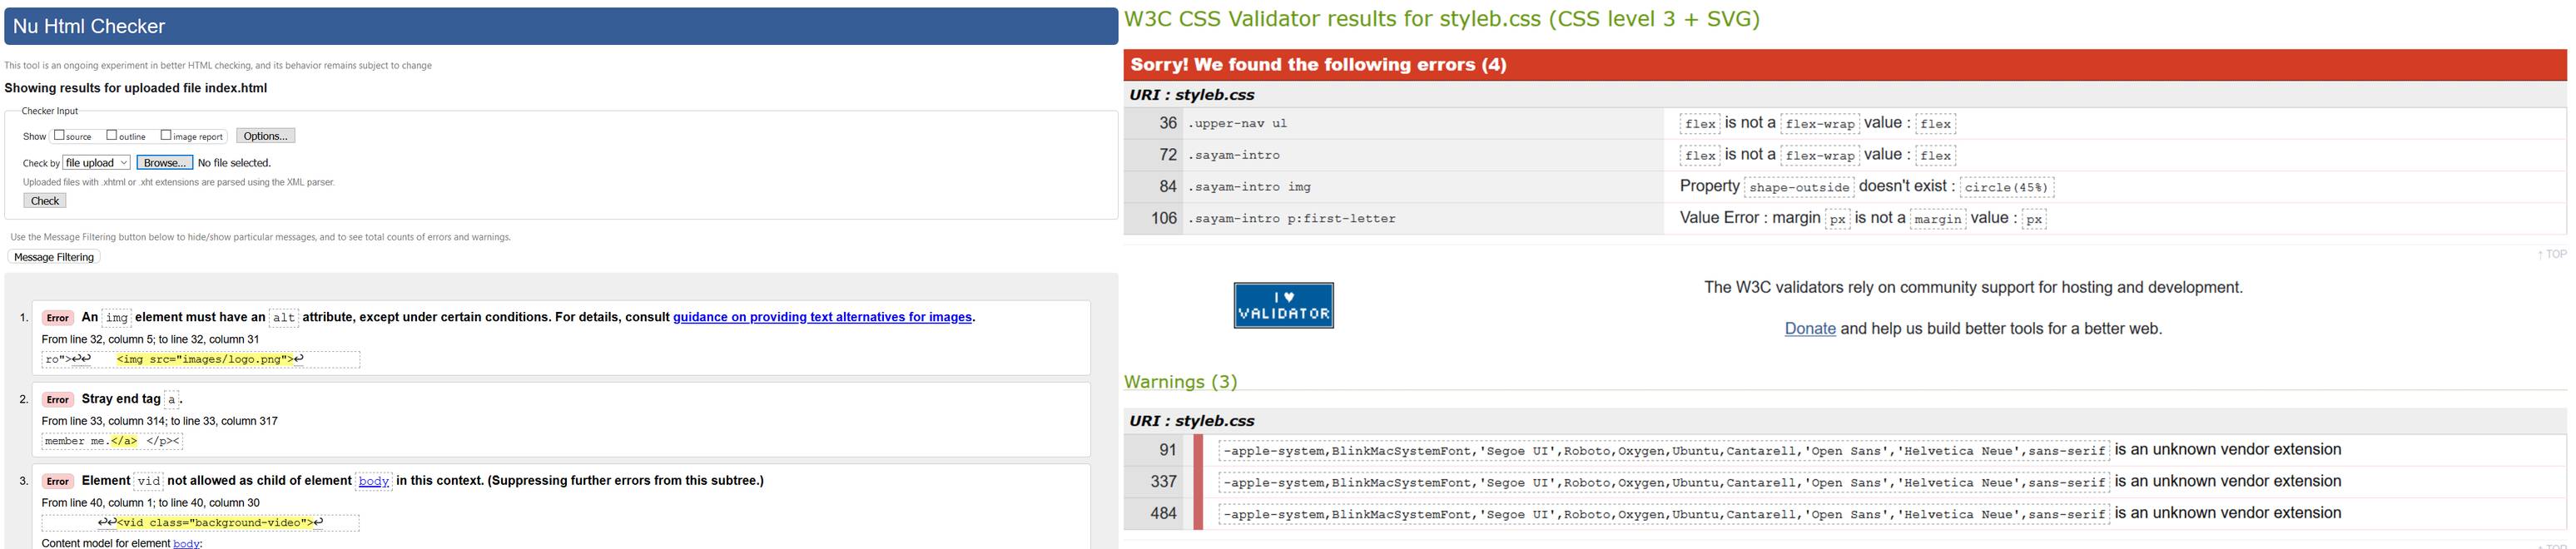 Nu Html Checker
This tool is an ongoing experiment in better HTML checking, and its behavior remains subject to change
Showing results for uploaded file index.html
Checker Input
Show source outline image report Options...
Check by file upload Browse... No file selected.
Uploaded files with .xhtml or .xht extensions are parsed using the XML parser.
Check
Use the Message Filtering button below to hide/show particular messages, and to see total counts of errors and warnings.
Message Filtering
1. Error An img element must have an alt attribute, except under certain conditions. For details, consult guidance on providing text alternatives for images.
From line 32, column 5; to line 32, column 31
ro">↩↩ <img src="images/logo.png">↩
2. Error Stray end tag a.
From line 33, column 314; to line 33, column 317
member me.</a> </p><
3. Error Element vid not allowed as child of element body in this context. (Suppressing further errors from this subtree.)
From line 40, column 1; to line 40, column 30
↩↩<vid class="background-video">↩
Content model for element body:
W3C CSS Validator results for styleb.css (CSS level 3 + SVG)
Sorry! We found the following errors (4)
URI : styleb.css
36 .upper-nav ul flex is not a flex-wrap value : flex
72 .sayam-intro flex is not a flex-wrap value : flex
84 .sayam-intro img Property shape-outside doesn't exist : circle(45%)
106 .sayam-intro p:first-letter Value Error : margin px is not a margin value : px
↑ TOP
I ♥
VALIDATOR
The W3C validators rely on community support for hosting and development.
Donate and help us build better tools for a better web.
Warnings (3)
URI : styleb.css
91 -apple-system,BlinkMacSystemFont,'Segoe UI',Roboto,Oxygen,Ubuntu,Cantarell,'Open Sans','Helvetica Neue',sans-serif is an unknown vendor extension
337 -apple-system,BlinkMacSystemFont,'Segoe UI',Roboto,Oxygen,Ubuntu,Cantarell,'Open Sans','Helvetica Neue',sans-serif is an unknown vendor extension
484 -apple-system,BlinkMacSystemFont,'Segoe UI',Roboto,Oxygen,Ubuntu,Cantarell,'Open Sans','Helvetica Neue',sans-serif is an unknown vendor extension
↑ TOP